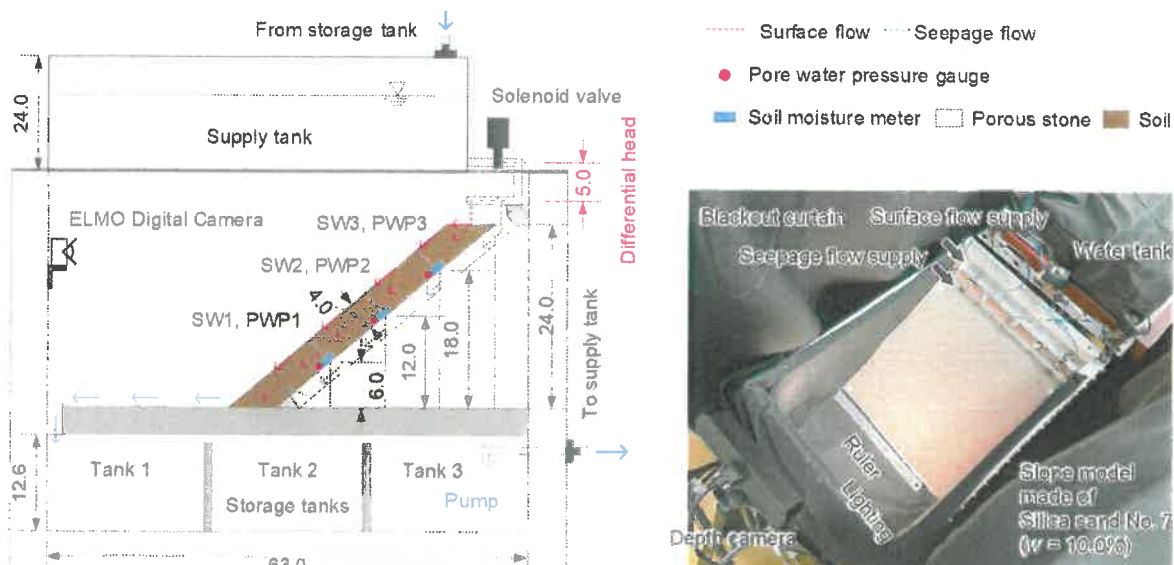 From storage tank
24.0
Supply tank
Solenoid valve
Differential head
5.0
ELMO Digital Camera
SW3, PWP3
SW2, PWP2
4.0
SW1, PWP1
6.0
12.0
18.0
24.0
To supply tank
12.6
Tank 1
Tank 2
Tank 3
Storage tanks
Pump
63.0
Surface flow
Seepage flow
Pore water pressure gauge
Soil moisture meter
Porous stone
Soil
Blackout curtain
Surface flow supply
Seepage flow supply
Water tank
Ruler
Lighting
Depth camera
Slope model
made of
Silica sand No. 7
(w = 10.0%)